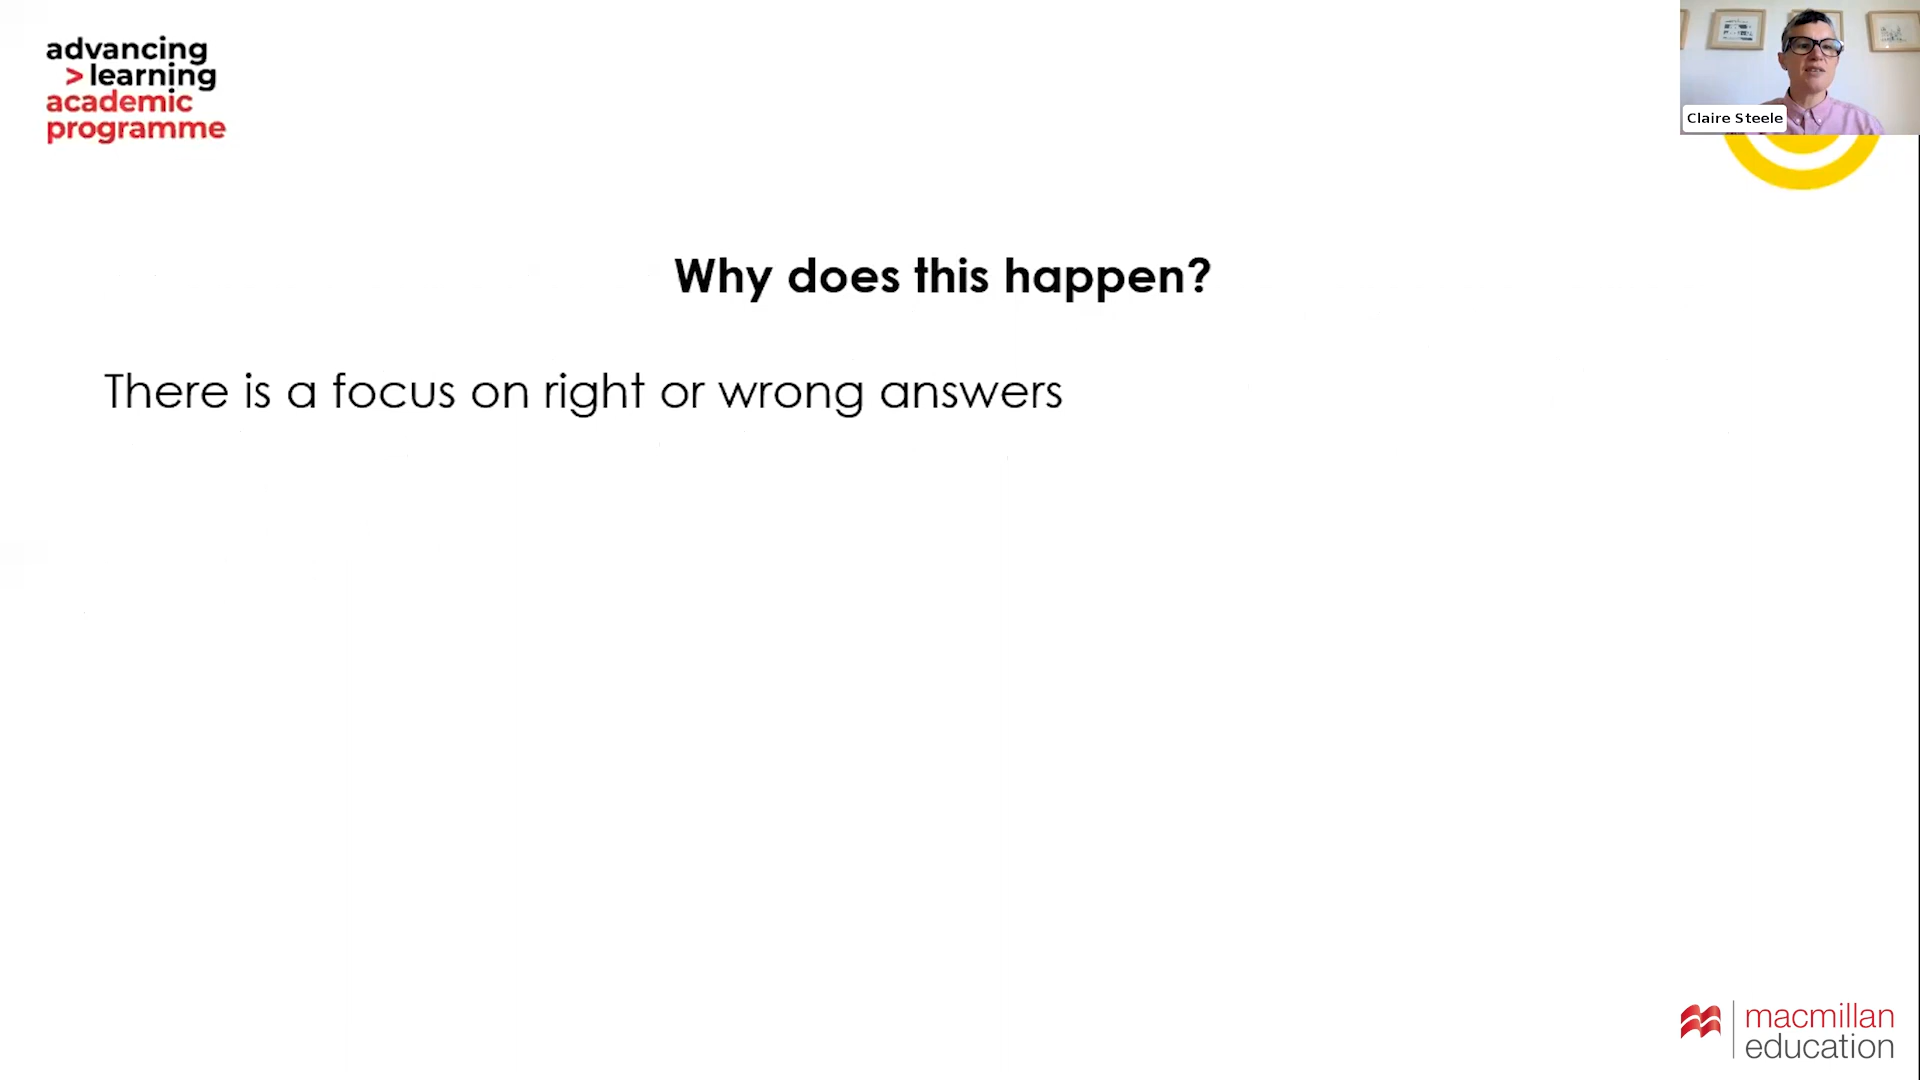 advancing
>learning
academic
programme
Claire Steele
Why does this happen?
There is a focus on right or wrong answers
macmillan
education